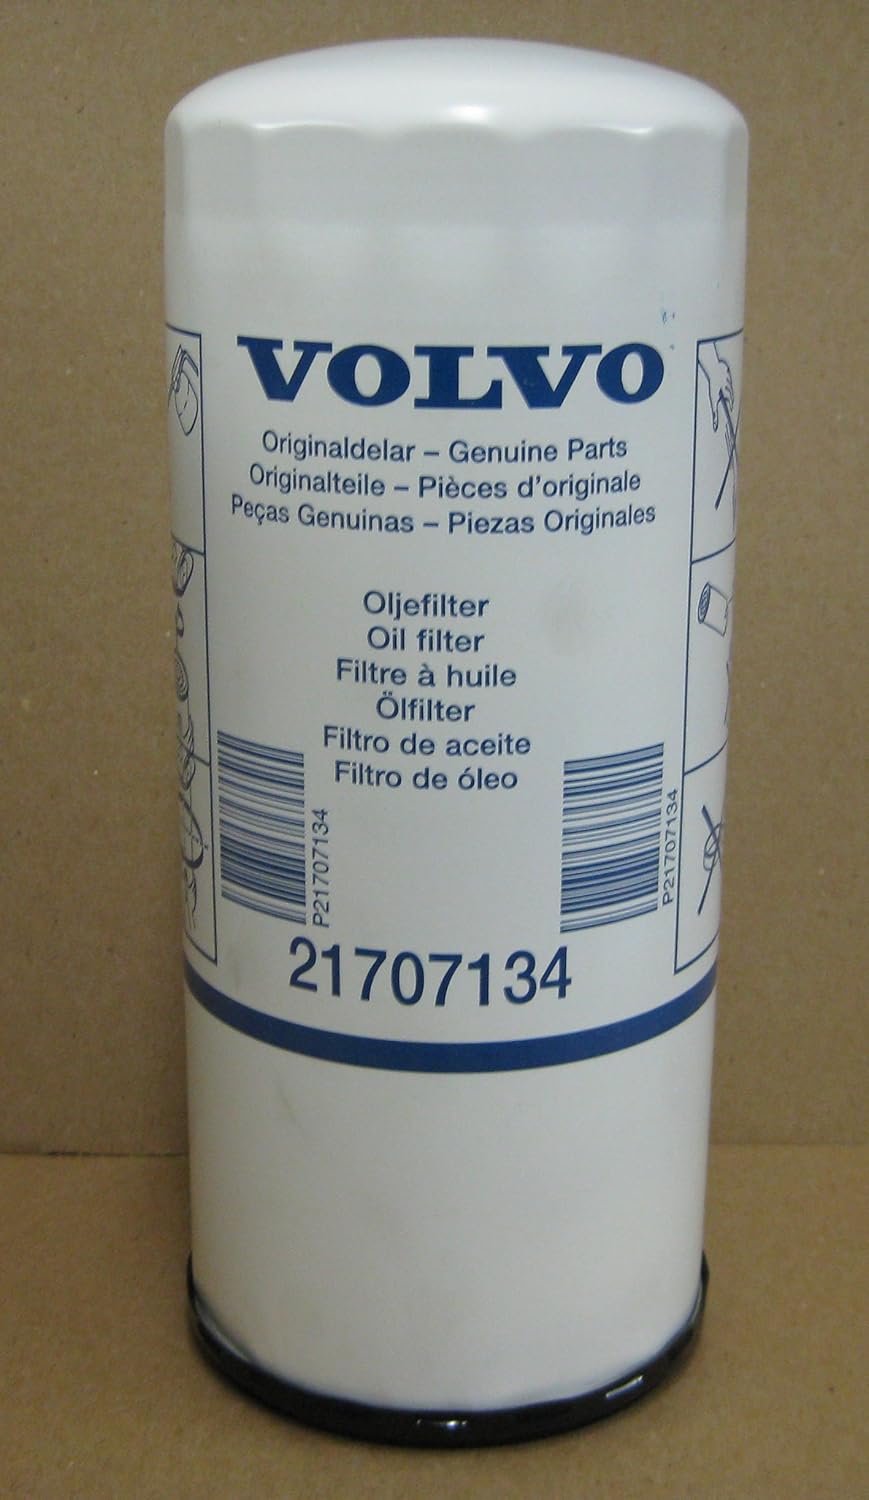 VOLVO
Originaldelar – Genuine Parts
Originalteile – Pièces d'originale
Peças Genuinas – Piezas Originales
Oljefilter
Oil filter
Filtre à huile
Ölfilter
Filtro de aceite
Filtro de óleo
P21707134
P21707134
21707134